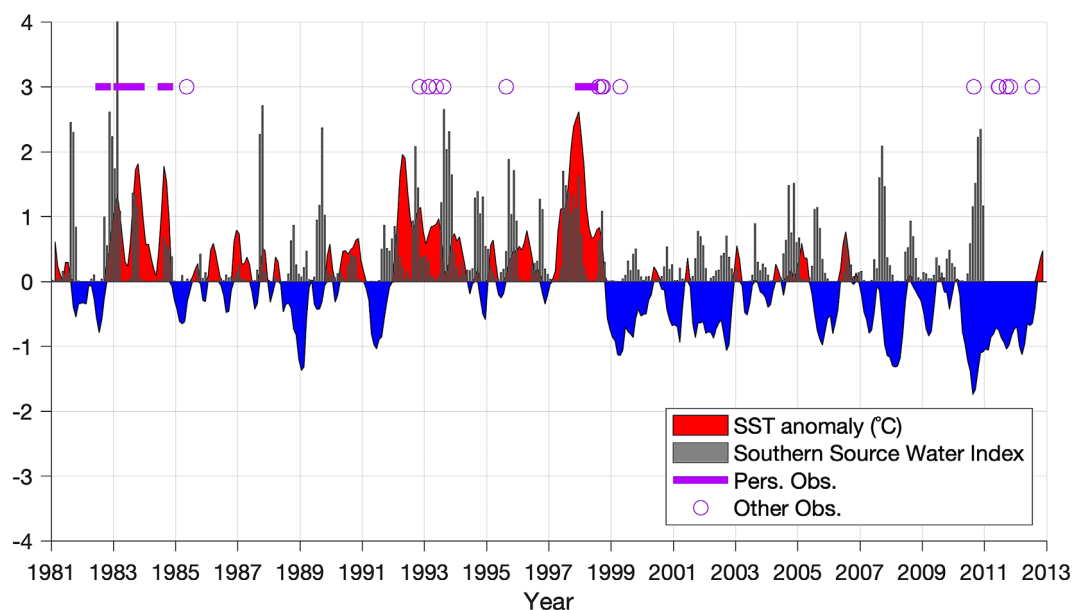 4
3
2
1
0
-1
-2
-3
-4
SST anomaly (°C)
Southern Source Water Index
Pers. Obs.
Other Obs.
1981 1983 1985 1987 1989 1991 1993 1995 1997 1999 2001 2003 2005 2007 2009 2011 2013
Year